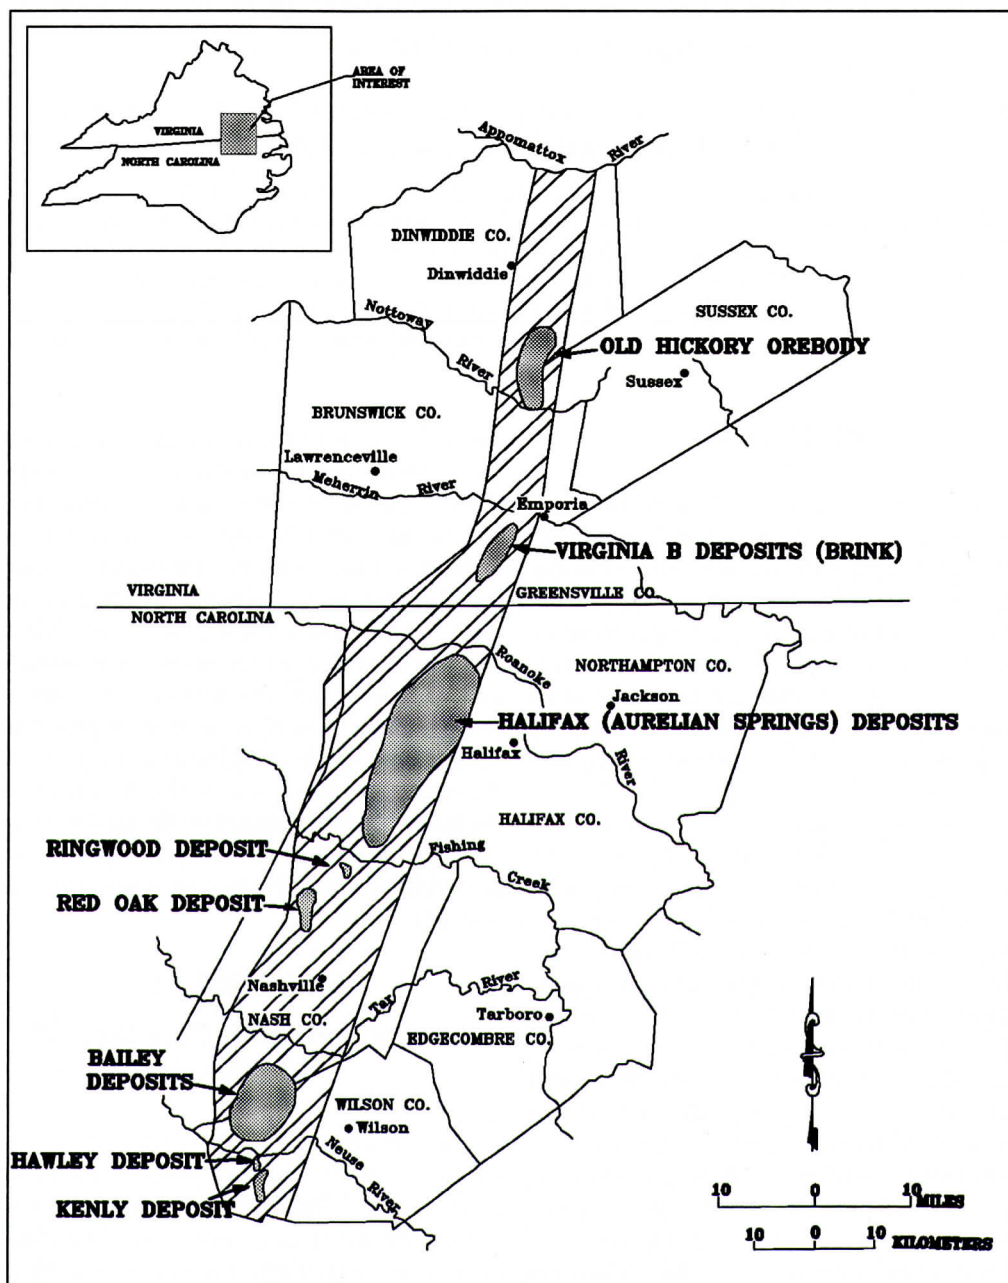 AREA OF
INTEREST
VIRGINIA
NORTH CAROLINA
Appomattox
River
DINWIDDIE CO.
Dinwiddie
Nottoway
River
SUSSEX CO.
OLD HICKORY OREBODY
Sussex
BRUNSWICK CO.
Lawrenceville
Meherrin
River
Emporia
VIRGINIA B DEPOSITS (BRINK)
VIRGINIA
GREENSVILLE CO.
NORTH CAROLINA
Roanoke
NORTHAMPTON CO.
Jackson
HALIFAX (AURELIAN SPRINGS) DEPOSITS
Halifax
River
HALIFAX CO.
RINGWOOD DEPOSIT
Fishing
Creek
RED OAK DEPOSIT
Nashville
River
Tar
Tarboro
NASH CO.
EDGECOMBRE CO.
BAILEY
DEPOSITS
WILSON CO.
Wilson
Neuse
River
HAWLEY DEPOSIT
KENLY DEPOSIT
10 0 10
MILES
10 0 10
KILOMETERS